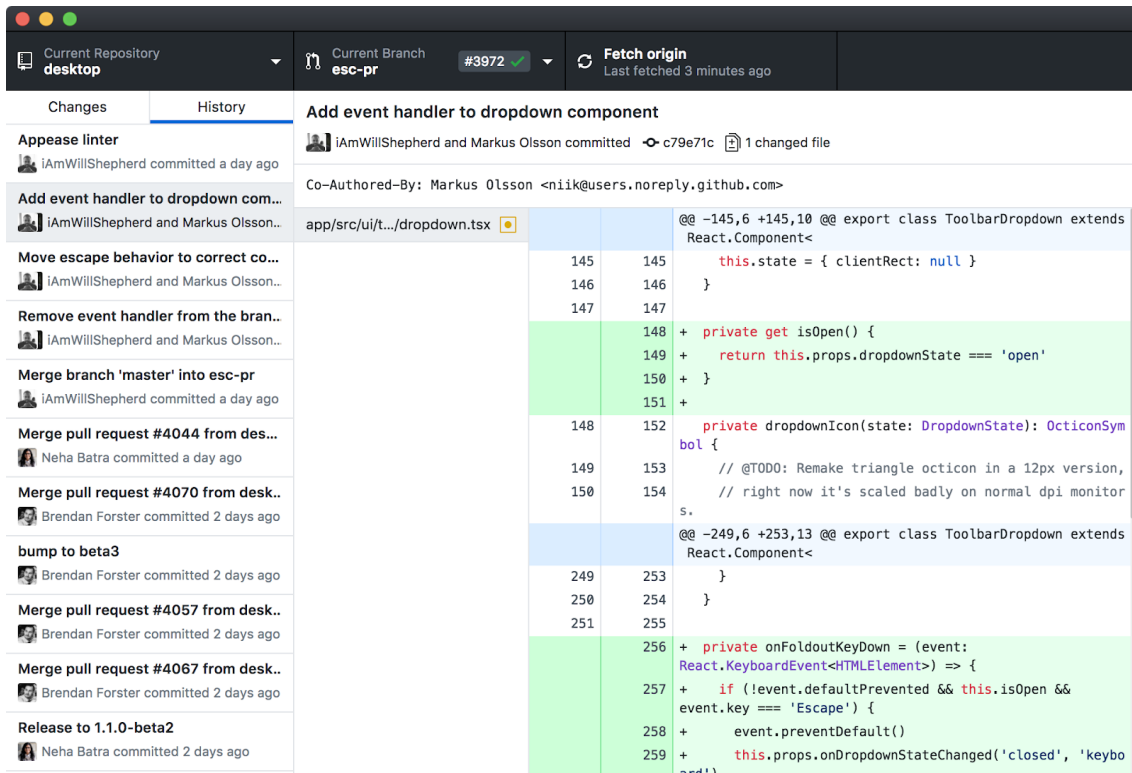 Current Repository
desktop
Current Branch
esc-pr
#3972
Fetch origin
Last fetched 3 minutes ago
Changes
History
Appease linter
iAmWillShepherd committed a day ago
Add event handler to dropdown com...
iAmWillShepherd and Markus Olsson...
Move escape behavior to correct co...
iAmWillShepherd and Markus Olsson...
Remove event handler from the bran...
iAmWillShepherd and Markus Olsson...
Merge branch 'master' into esc-pr
iAmWillShepherd committed a day ago
Merge pull request #4044 from des...
Neha Batra committed a day ago
Merge pull request #4070 from desk...
Brendan Forster committed 2 days ago
bump to beta3
Brendan Forster committed 2 days ago
Merge pull request #4057 from desk...
Brendan Forster committed 2 days ago
Merge pull request #4067 from desk...
Brendan Forster committed 2 days ago
Release to 1.1.0-beta2
Neha Batra committed 2 days ago
Add event handler to dropdown component
iAmWillShepherd and Markus Olsson committed c79e71c 1 changed file
Co-Authored-By: Markus Olsson <niik@users.noreply.github.com>
app/src/ui/t.../dropdown.tsx
@@ -145,6 +145,10 @@ export class ToolbarDropdown extends
React.Component<
145 145 this.state = { clientRect: null }
146 146 }
147 147
148 + private get isOpen() {
149 + return this.props.dropdownState === 'open'
150 + }
151 +
148 152 private dropdownIcon(state: DropdownState): OcticonSym
bol {
149 153 // @TODO: Remake triangle octicon in a 12px version,
150 154 // right now it's scaled badly on normal dpi monitor
s.
@@ -249,6 +253,13 @@ export class ToolbarDropdown extends
React.Component<
249 253 }
250 254 }
251 255
256 + private onFoldoutKeyDown = (event:
React.KeyboardEvent<HTMLElement>) => {
257 + if (!event.defaultPrevented && this.isOpen &&
event.key === 'Escape') {
258 + event.preventDefault()
259 + this.props.onDropdownStateChanged('closed', 'keybo
ard')